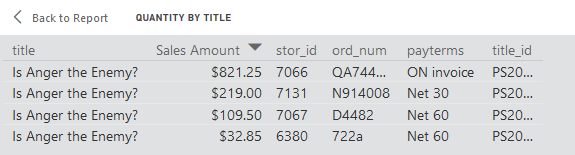 Back to Report QUANTITY BY TITLE
title Sales Amount stor_id ord_num payterms title_id
Is Anger the Enemy? $821.25 7066 QA744... ON invoice PS20...
Is Anger the Enemy? $219.00 7131 N914008 Net 30 PS20...
Is Anger the Enemy? $109.50 7067 D4482 Net 60 PS20...
Is Anger the Enemy? $32.85 6380 722a Net 60 PS20...